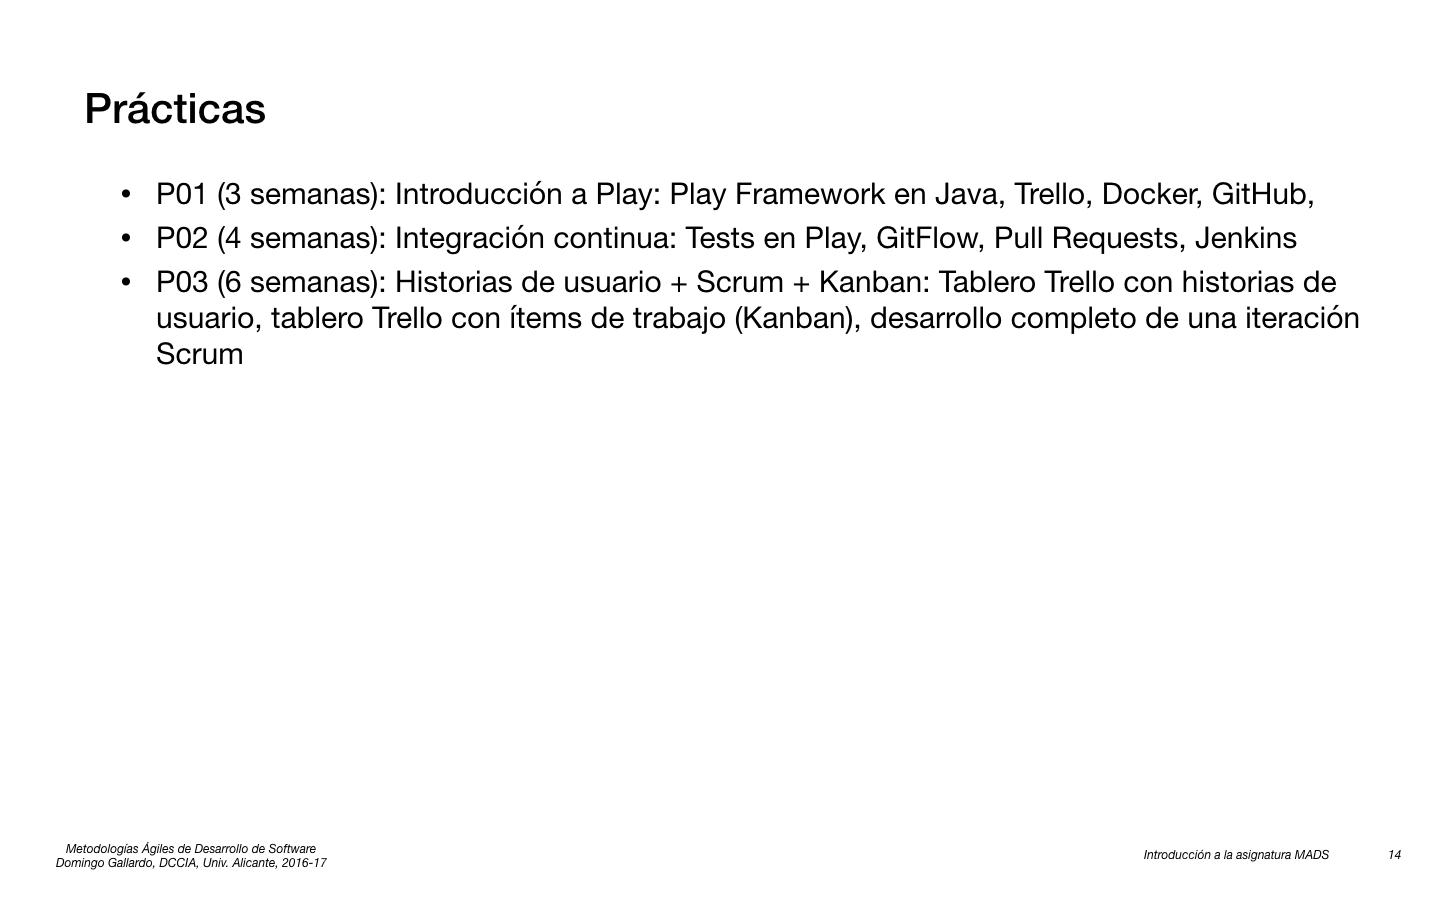 Prácticas
• P01 (3 semanas): Introducción a Play: Play Framework en Java, Trello, Docker, GitHub,
• P02 (4 semanas): Integración continua: Tests en Play, GitFlow, Pull Requests, Jenkins
• P03 (6 semanas): Historias de usuario + Scrum + Kanban: Tablero Trello con historias de
usuario, tablero Trello con ítems de trabajo (Kanban), desarrollo completo de una iteración
Scrum
Metodologías Ágiles de Desarrollo de Software
Domingo Gallardo, DCCIA, Univ. Alicante, 2016-17
Introducción a la asignatura MADS 14